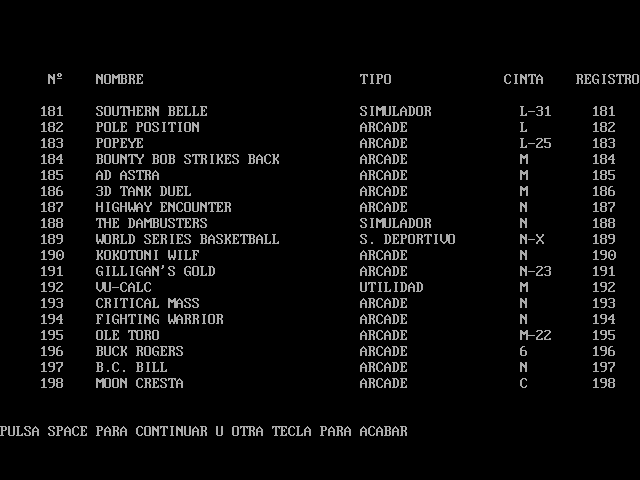 Nº NOMBRE TIPO CINTA REGISTRO
181 SOUTHERN BELLE SIMULADOR L-31 181
182 POLE POSITION ARCADE L 182
183 POPEYE ARCADE L-25 183
184 BOUNTY BOB STRIKES BACK ARCADE M 184
185 AD ASTRA ARCADE M 185
186 3D TANK DUEL ARCADE M 186
187 HIGHWAY ENCOUNTER ARCADE N 187
188 THE DAMBUSTERS SIMULADOR N 188
189 WORLD SERIES BASKETBALL S. DEPORTIVO N-X 189
190 KOKOTONI WILF ARCADE N 190
191 GILLIGAN'S GOLD ARCADE N-23 191
192 VU-CALC UTILIDAD M 192
193 CRITICAL MASS ARCADE N 193
194 FIGHTING WARRIOR ARCADE N 194
195 OLE TORO ARCADE M-22 195
196 BUCK ROGERS ARCADE 6 196
197 B.C. BILL ARCADE N 197
198 MOON CRESTA ARCADE C 198
PULSA SPACE PARA CONTINUAR U OTRA TECLA PARA ACABAR